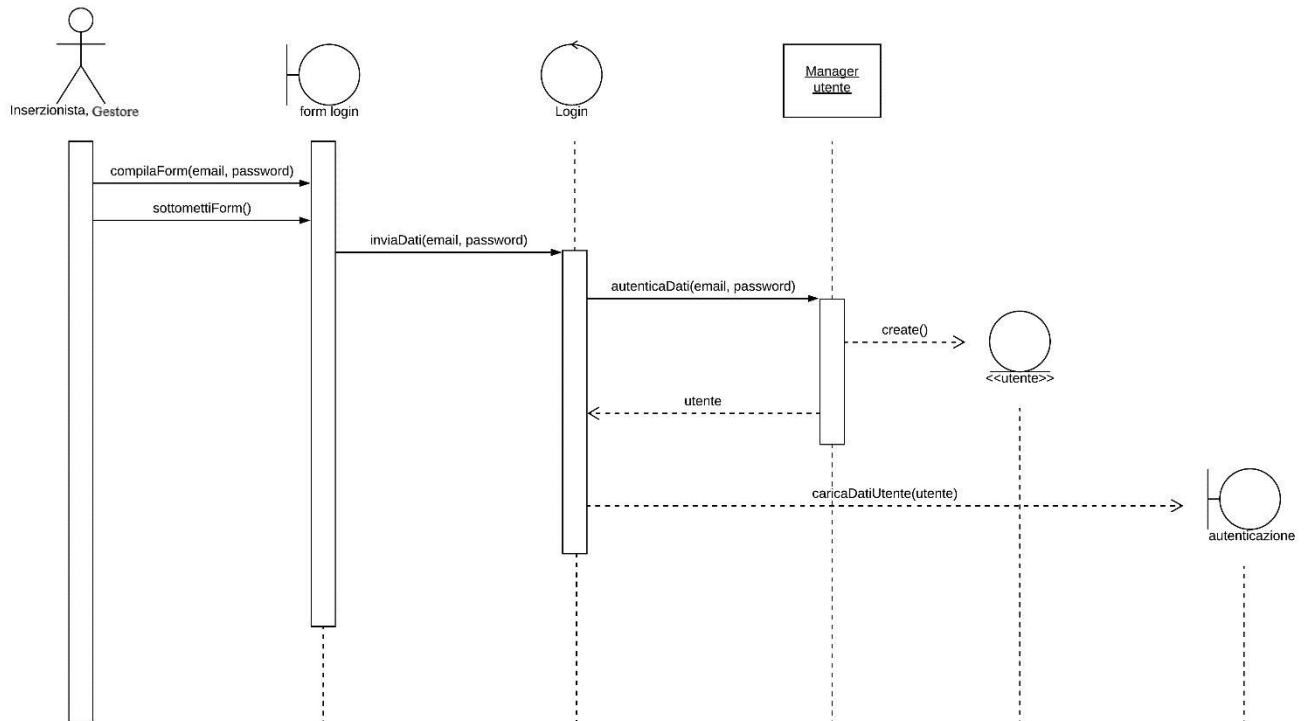 Inserzionista, Gestore
form login
Login
Manager
utente
compilaForm(email, password)
sottomettiForm()
inviaDati(email, password)
autenticaDati(email, password)
create()
<<utente>>
utente
caricaDatiUtente(utente)
autenticazione